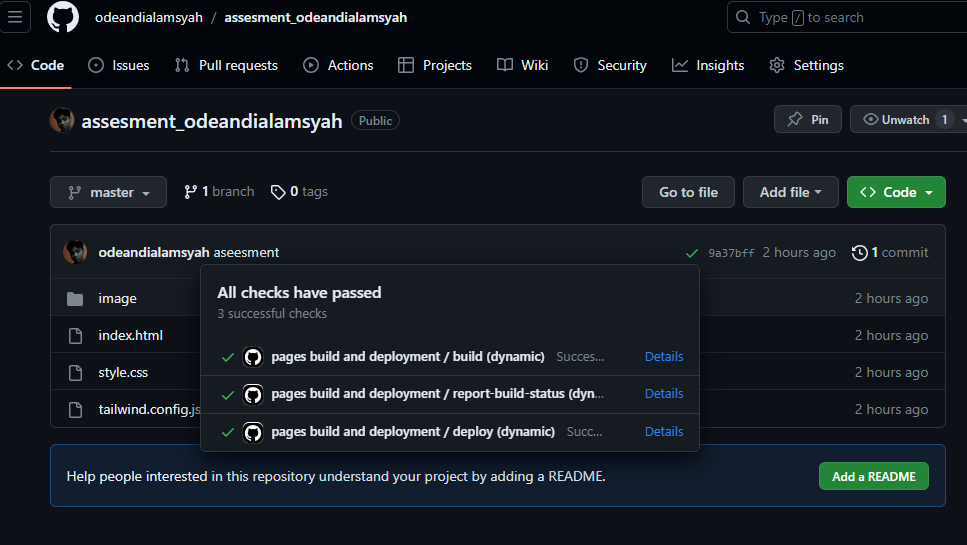 odeandialamsyah / assesment_odeandialamsyah
Type / to search
Code Issues Pull requests Actions Projects Wiki Security Insights Settings
assesment_odeandialamsyah Public Pin Unwatch 1
master 1 branch 0 tags Go to file Add file Code
odeandialamsyah aseesment 9a37bff 2 hours ago 1 commit
All checks have passed
3 successful checks
image 2 hours ago
index.html 2 hours ago
pages build and deployment / build (dynamic) Succes... Details
style.css 2 hours ago
pages build and deployment / report-build-status (dyn... Details
tailwind.config.js 2 hours ago
pages build and deployment / deploy (dynamic) Succ... Details
Help people interested in this repository understand your project by adding a README. Add a README